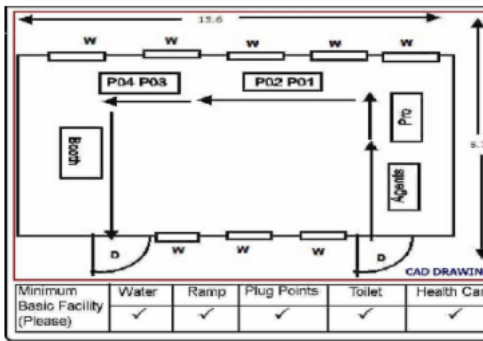 15.6
W W W W W
P04 P03
P02 P01
Pro
Booth
Agents
W W W
D
D
CAD DRAWIN
Minimum Basic Facility (Please)
Water
Ramp
Plug Points
Toilet
Health Car
✓ ✓ ✓ ✓ ✓